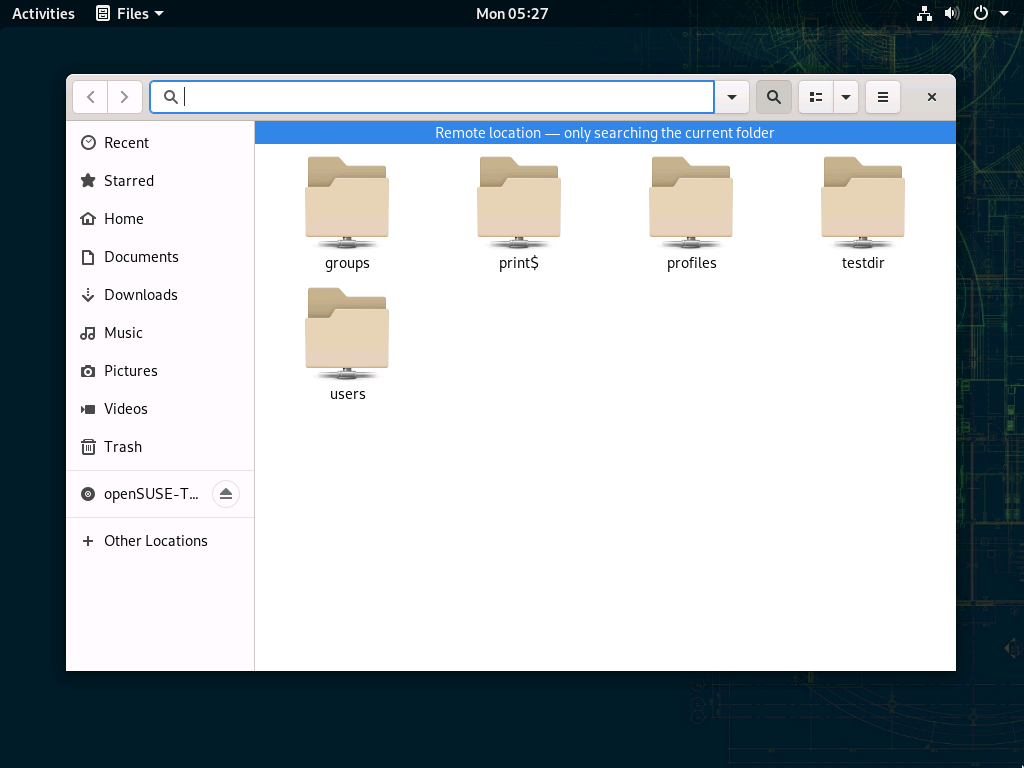 Activities
Files
Mon 05:27
Remote location — only searching the current folder
Recent
Starred
Home
Documents
Downloads
Music
Pictures
Videos
Trash
openSUSE-T...
Other Locations
groups
print$
profiles
testdir
users